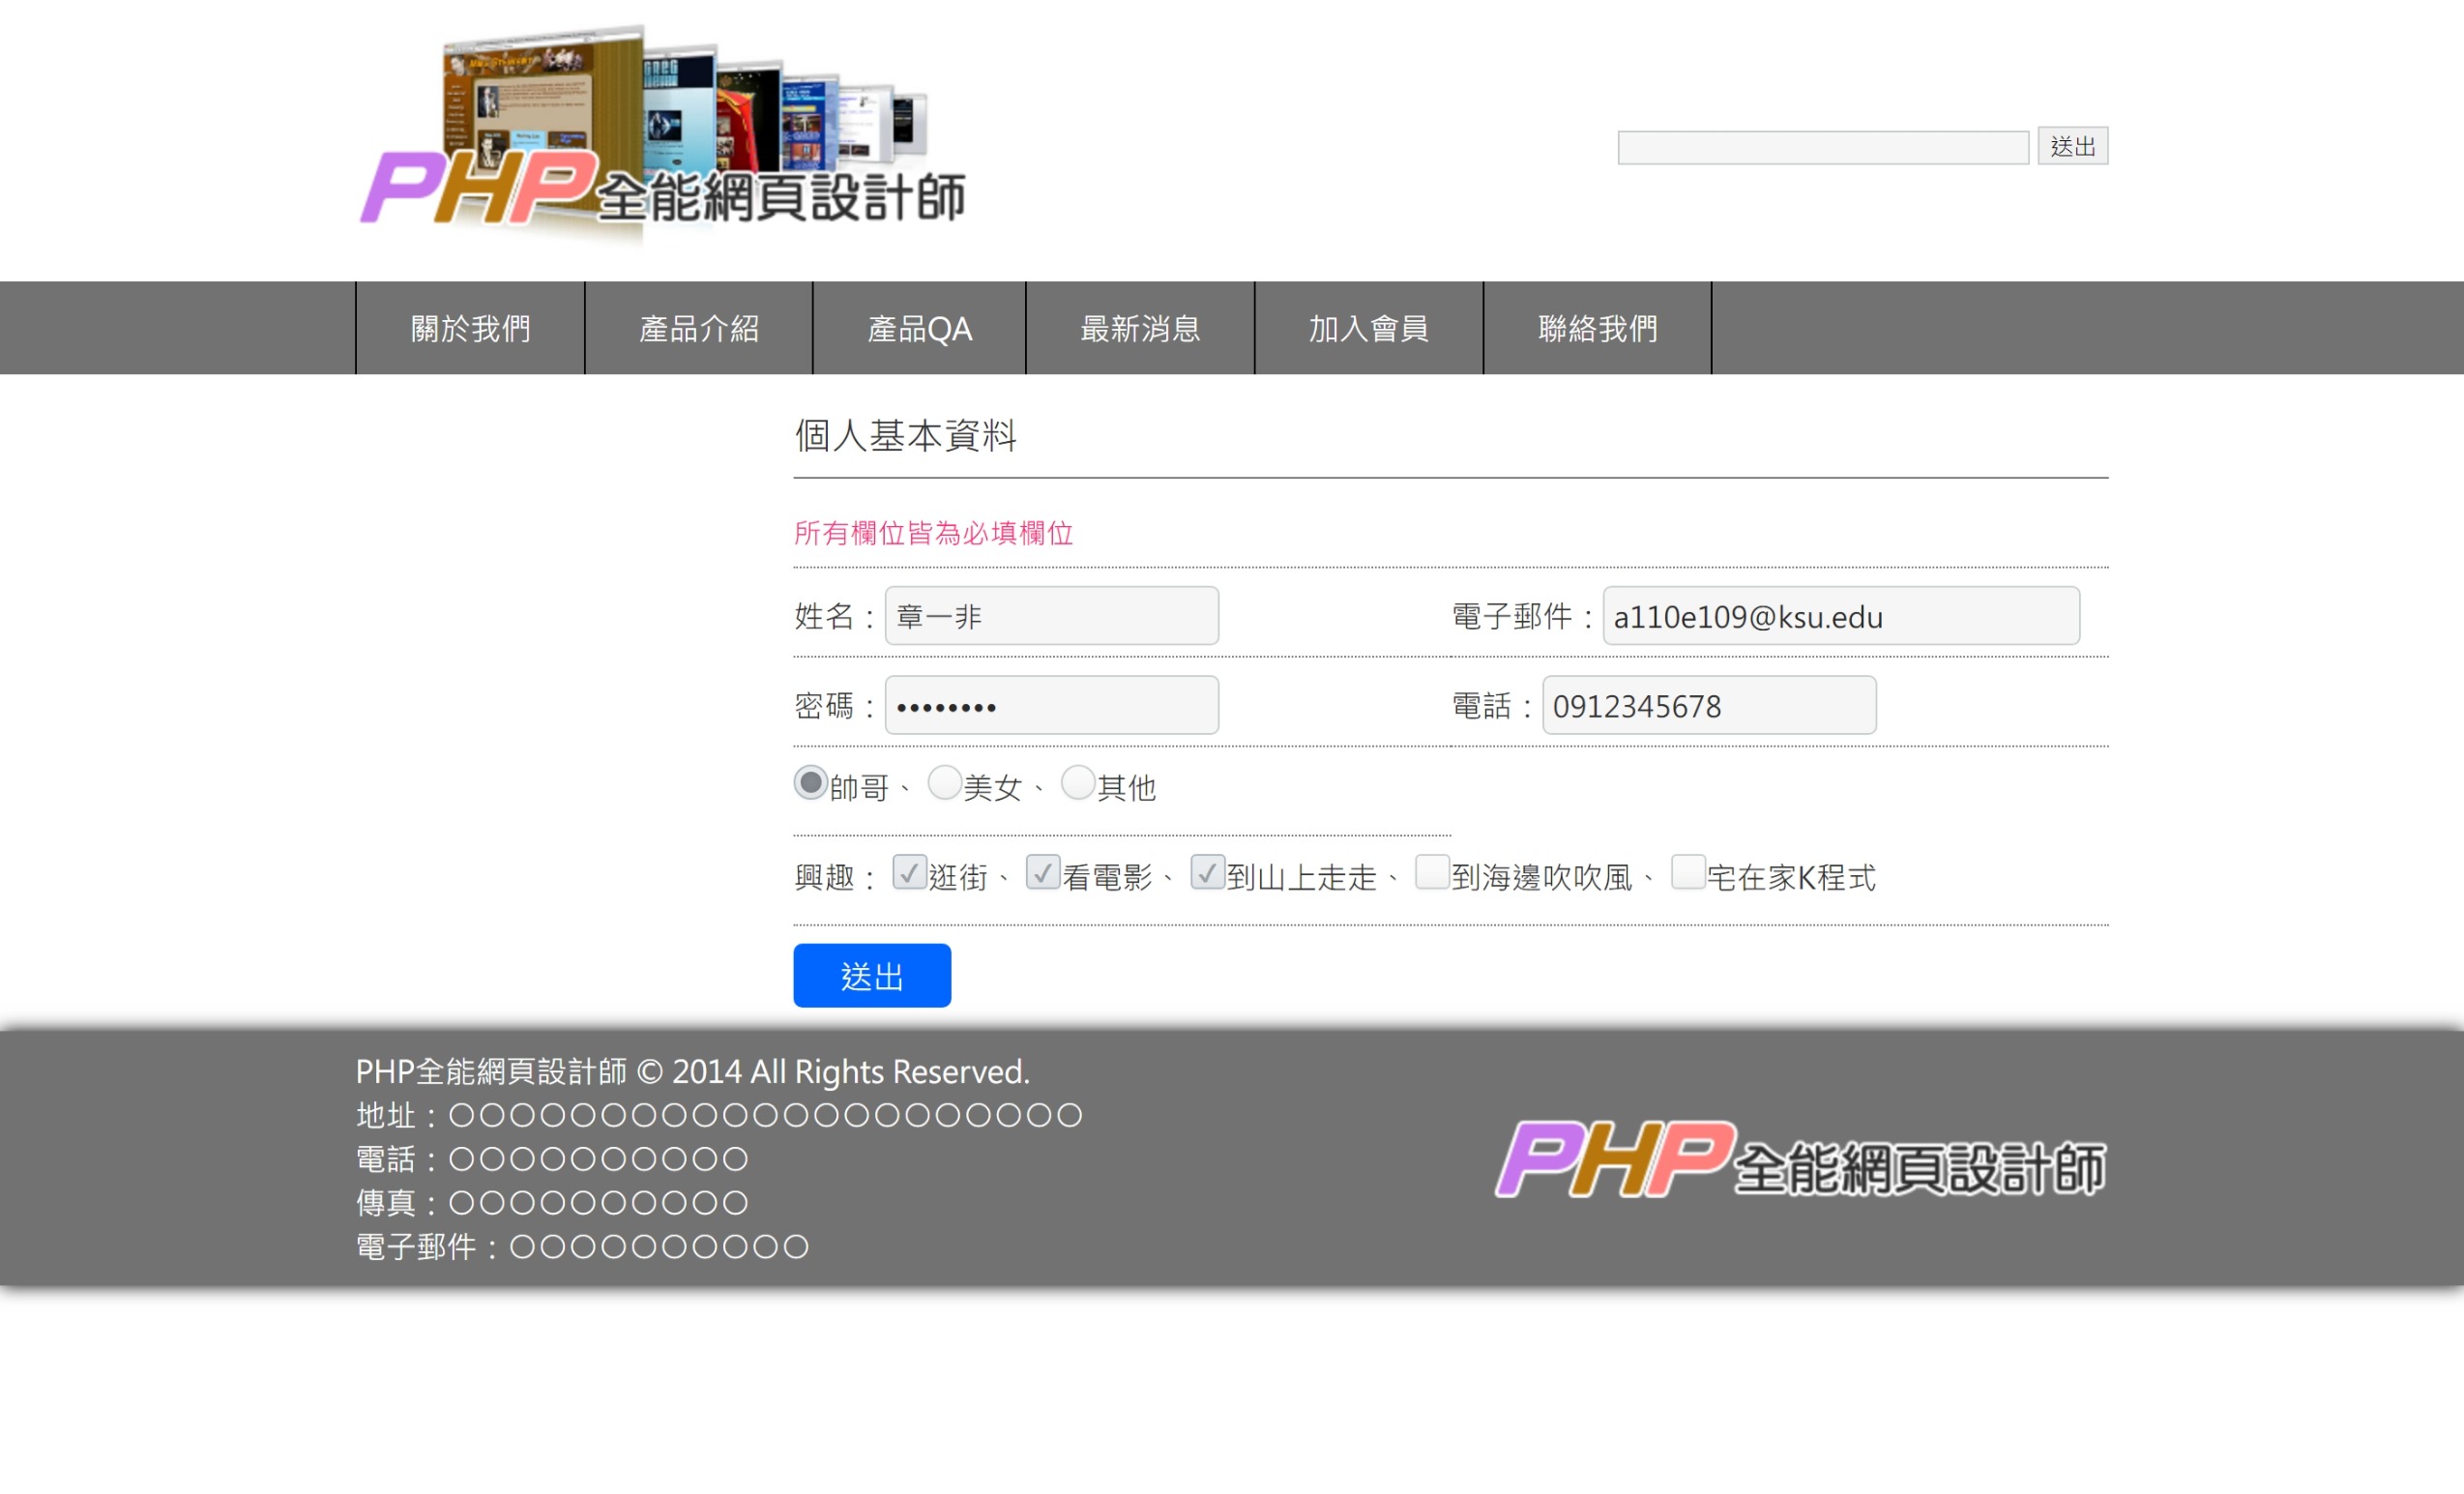 PHP全能網頁設計師
送出
關於我們 產品介紹 產品QA 最新消息 加入會員 聯絡我們
個人基本資料
所有欄位皆為必填欄位
姓名：章一非 電子郵件：a110e109@ksu.edu
密碼：•••••••• 電話：0912345678
帥哥、美女、其他
興趣：逛街、看電影、到山上走走、到海邊吹吹風、宅在家K程式
送出
PHP全能網頁設計師 © 2014 All Rights Reserved.
地址：○○○○○○○○○○○○○○○○○○○○○
電話：○○○○○○○○○○
傳真：○○○○○○○○○○
電子郵件：○○○○○○○○○○
PHP全能網頁設計師